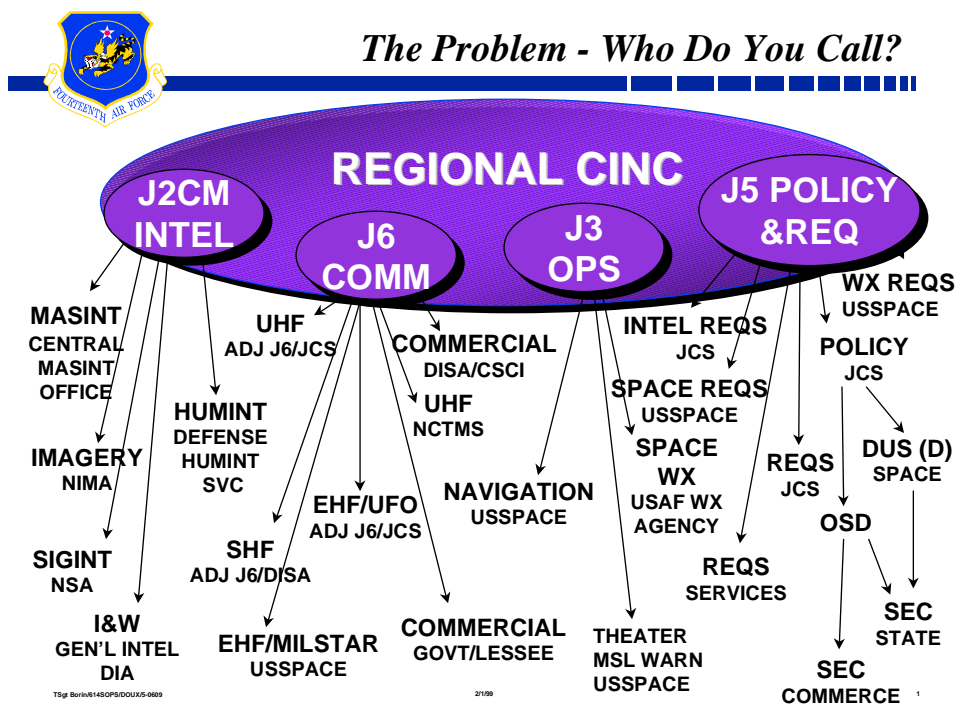 The Problem - Who Do You Call?
FOURTEENTH AIR FORCE
REGIONAL CINC
J2CM
INTEL
J6
COMM
J3
OPS
J5 POLICY
&REQ
MASINT
CENTRAL
MASINT
OFFICE
IMAGERY
NIMA
SIGINT
NSA
I&W
GEN'L INTEL
DIA
HUMINT
DEFENSE
HUMINT
SVC
UHF
ADJ J6/JCS
SHF
ADJ J6/DISA
EHF/MILSTAR
USSPACE
EHF/UFO
ADJ J6/JCS
COMMERCIAL
DISA/CSCI
UHF
NCTMS
COMMERCIAL
GOVT/LESSEE
NAVIGATION
USSPACE
SPACE
WX
USAF WX
AGENCY
THEATER
MSL WARN
USSPACE
INTEL REQS
JCS
SPACE REQS
USSPACE
REQS
SERVICES
REQS
JCS
WX REQS
USSPACE
POLICY
JCS
DUS (D)
SPACE
OSD
SEC
STATE
SEC
COMMERCE
TSgt Borin/614SOPS/DOUX/5-0609
2/1/99
1